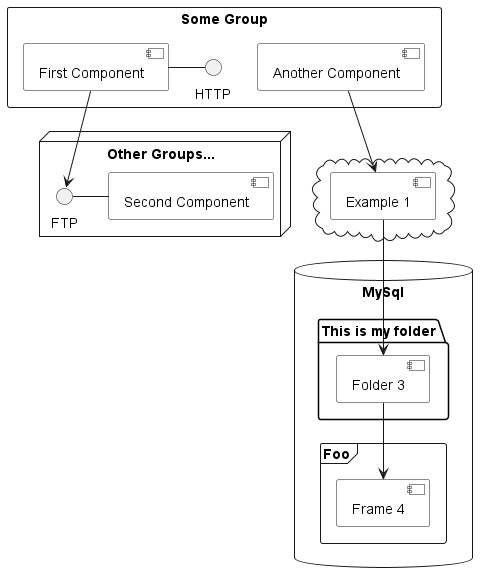 Some Group
First Component
HTTP
Another Component
Other Groups...
FTP
Second Component
Example 1
MySql
This is my folder
Folder 3
Foo
Frame 4